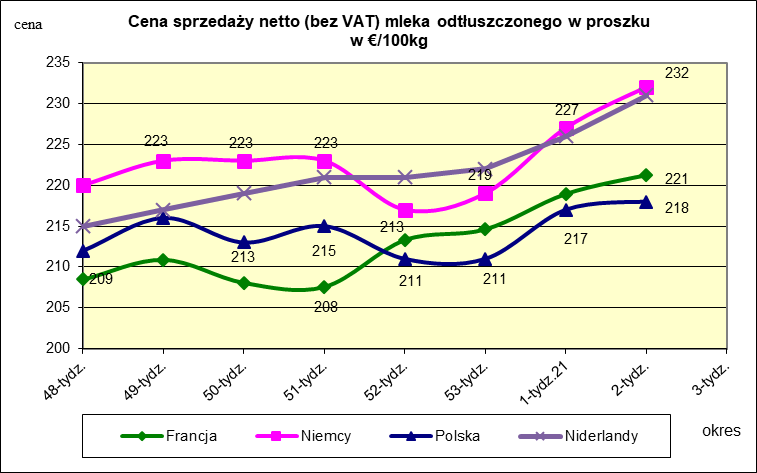 Cena sprzedaży netto (bez VAT) mleka odtłuszczonego w proszku
w €/100kg
cena
235
230
225
220
215
210
205
200
232
227
223
223
223
219
221
218
213
217
213
215
211
211
209
208
48-tydz.
49-tydz.
50-tydz.
51-tydz.
52-tydz.
53-tydz.
1-tydz.21
2-tydz.
3-tydz.
Francja
Niemcy
Polska
Niderlandy
okres